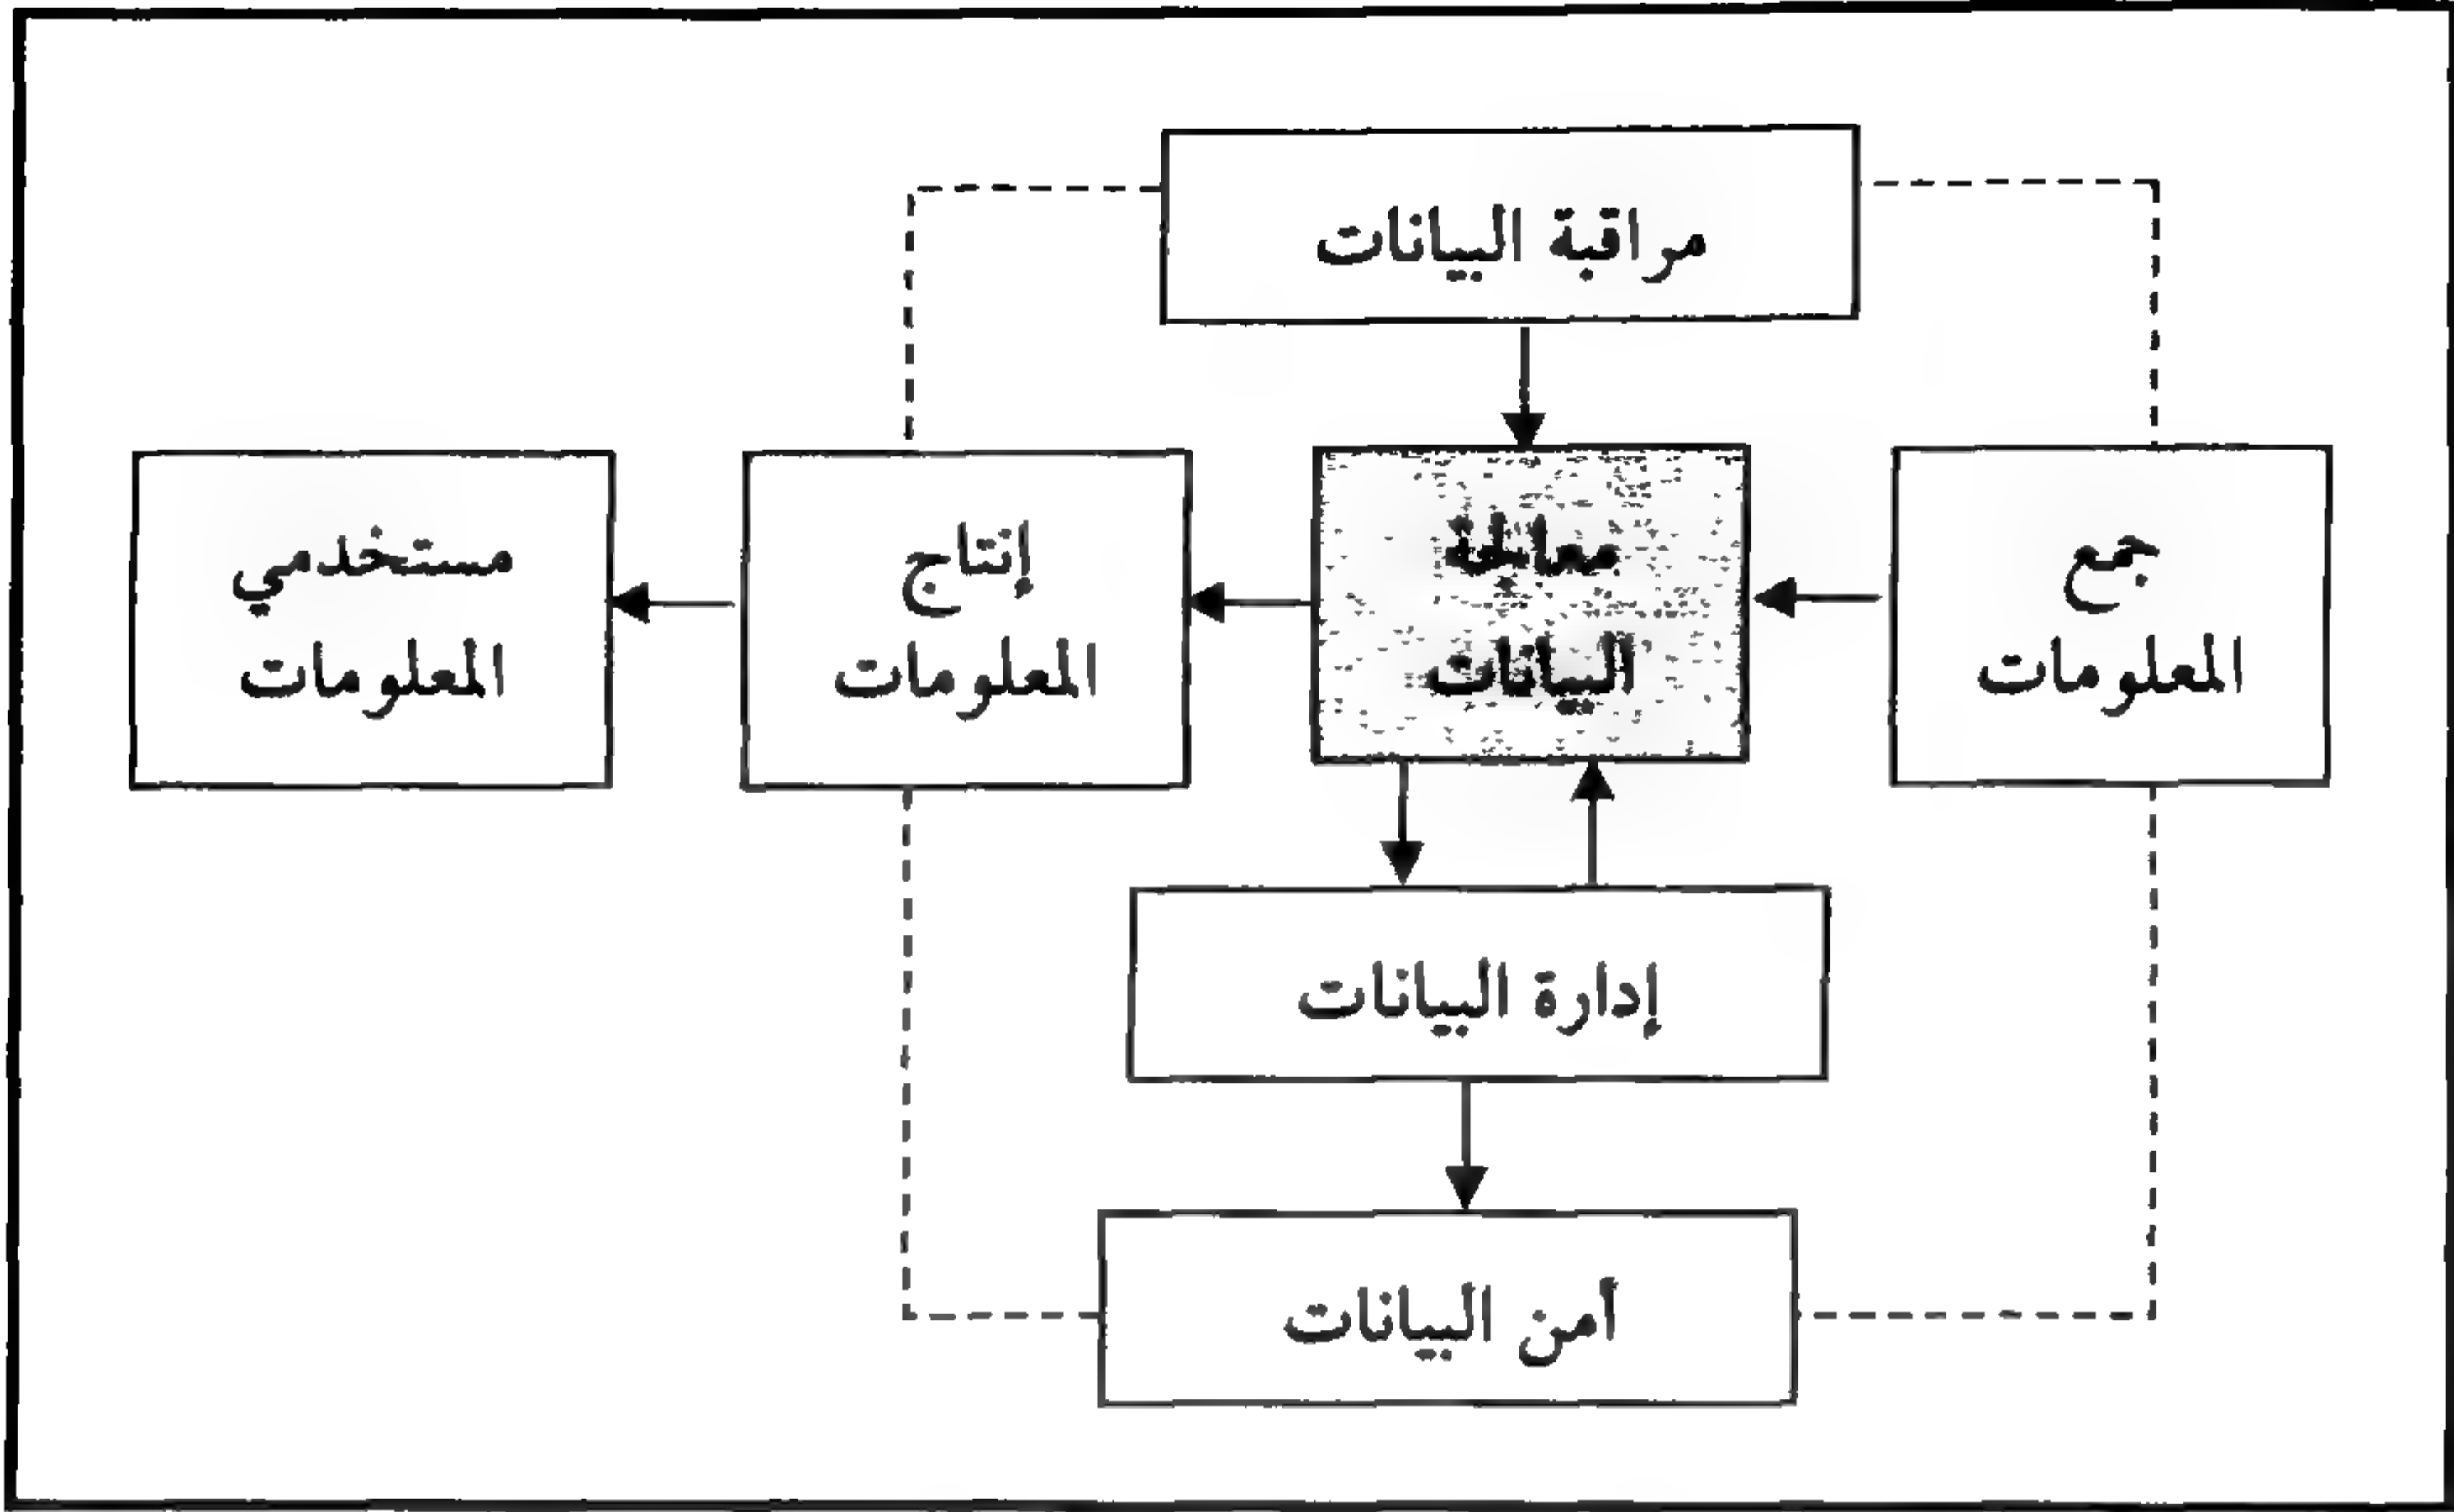 مراقبة البيانات
جمع
المعلومات
معالجة
البيانات
إنتاج
المعلومات
مستخدمي
المعلومات
إدارة البيانات
أمن البيانات